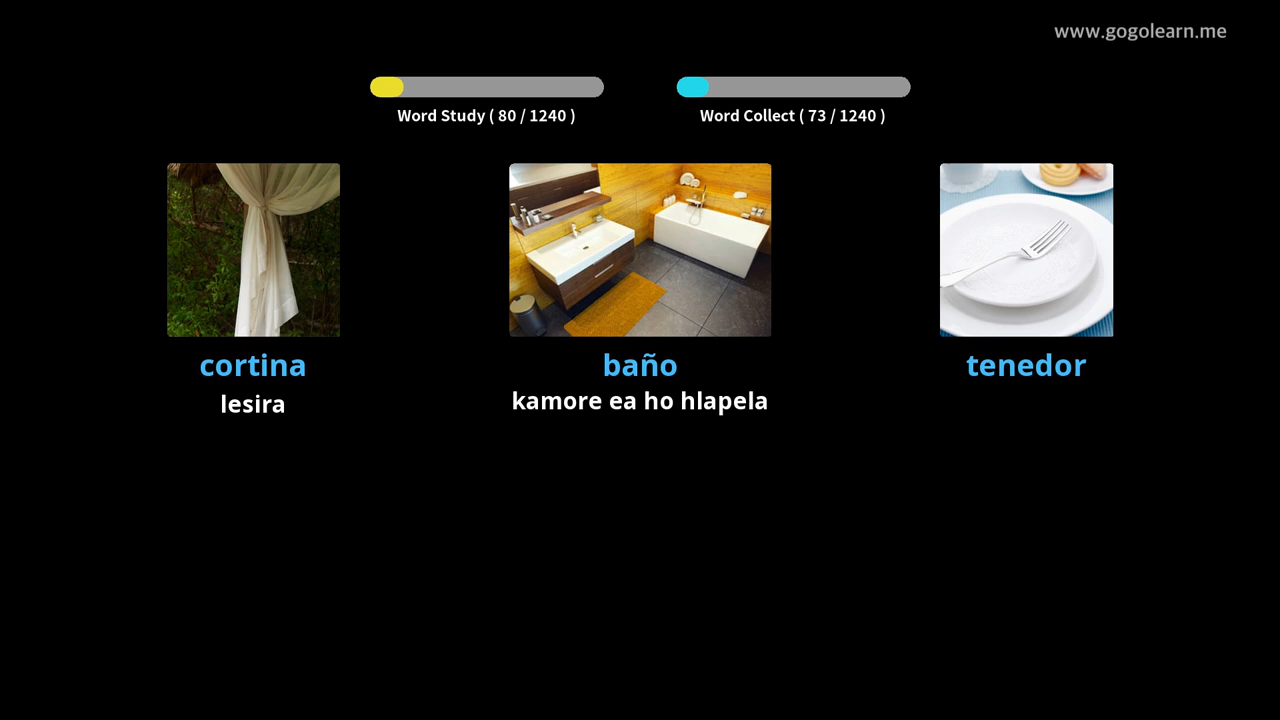 www.gogolearn.me
Word Study ( 80 / 1240 )
Word Collect ( 73 / 1240 )
cortina
baño
tenedor
lesira
kamore ea ho hlapela